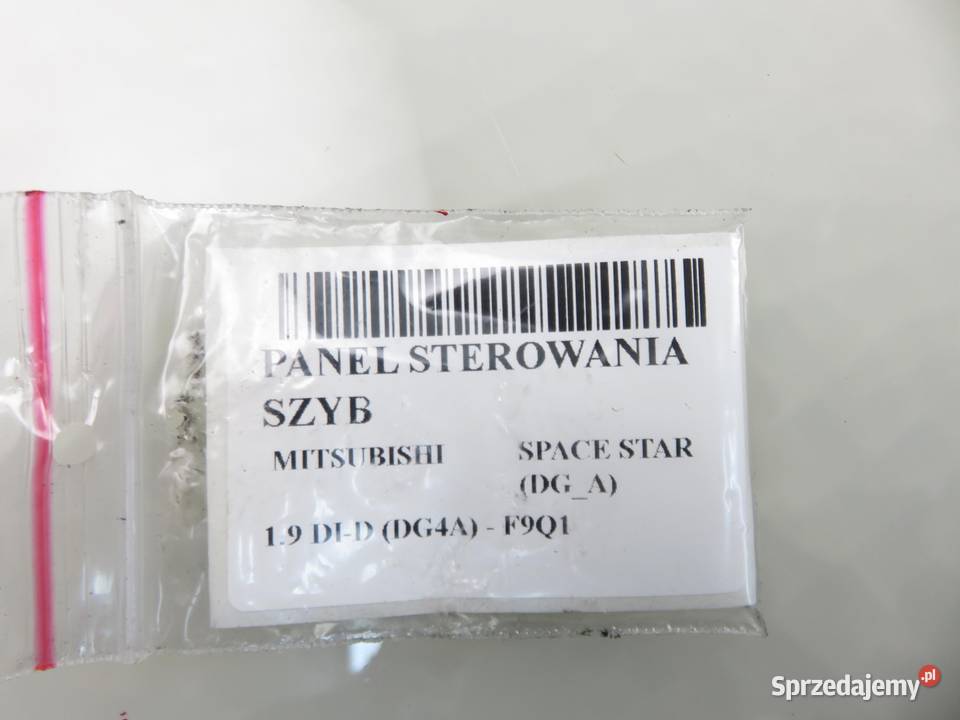 PANEL STEROWANIA
SZYB
MITSUBISHI SPACE STAR
(DG_A)
1.9 DI-D (DG4A) - F9Q1
Sprzedajemy.pl